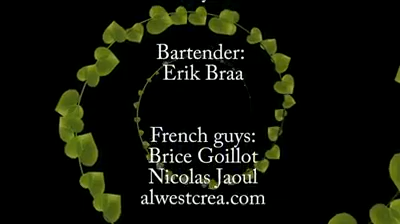 Bartender:
Erik Braa
French guys:
Brice Goillot
Nicolas Jaoul
alwestcrea.com